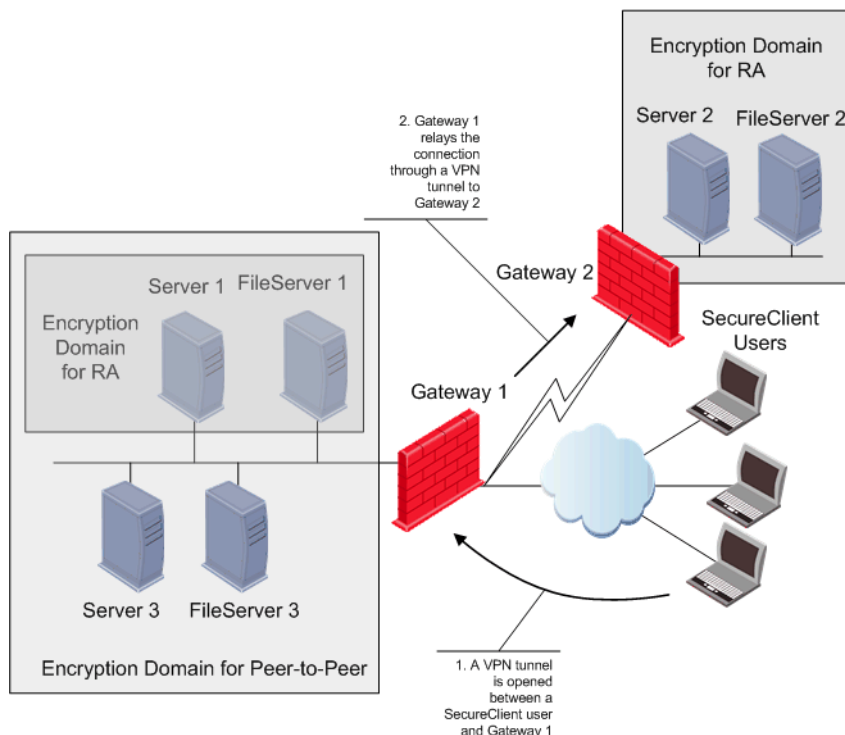 Encryption Domain
for RA
Server 2
FileServer 2
2. Gateway 1
relays the
connection
through a VPN
tunnel to
Gateway 2
Gateway 2
Server 1
FileServer 1
Encryption
Domain
for RA
SecureClient
Users
Gateway 1
Server 3
FileServer 3
Encryption Domain for Peer-to-Peer
1. A VPN tunnel
is opened
between a
SecureClient user
and Gateway 1